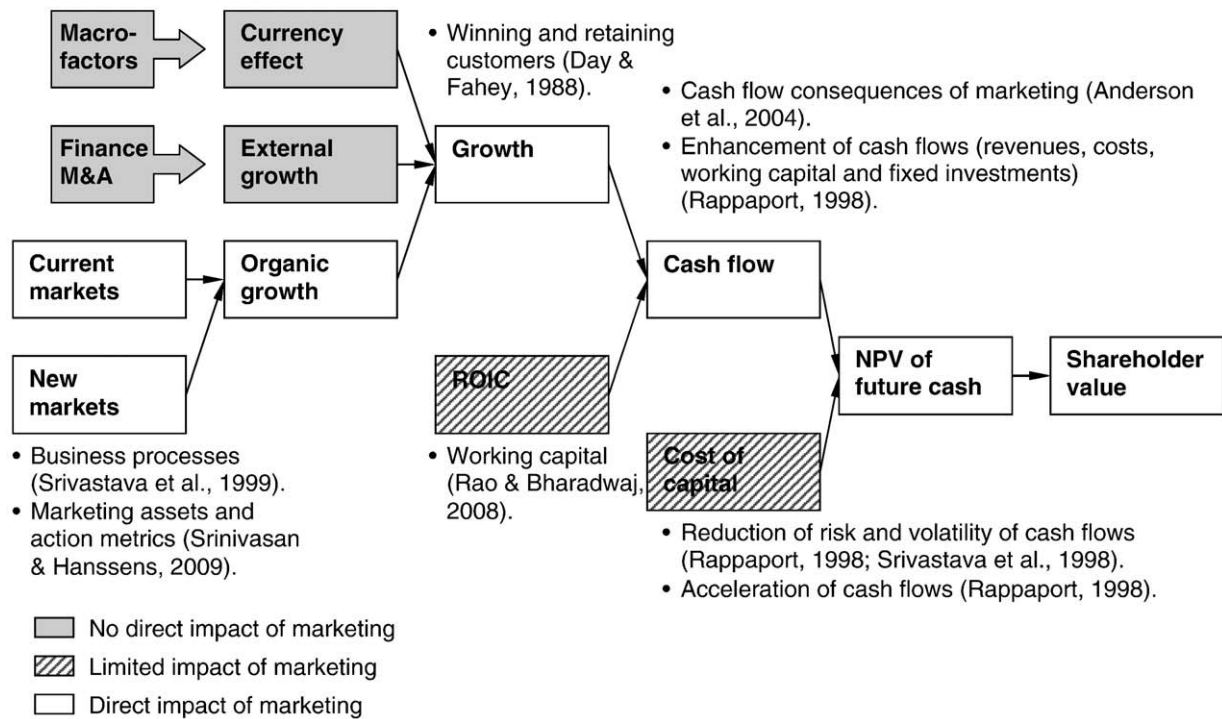 Macro-
factors
Currency
effect
• Winning and retaining
customers (Day &
Fahey, 1988).
• Cash flow consequences of marketing (Anderson
et al., 2004).
• Enhancement of cash flows (revenues, costs,
working capital and fixed investments)
(Rappaport, 1998).
Finance
M&A
External
growth
Growth
Current
markets
Organic
growth
Cash flow
New
markets
ROIC
NPV of
future cash
Shareholder
value
• Business processes
(Srivastava et al., 1999).
• Marketing assets and
action metrics (Srinivasan
& Hanssens, 2009).
• Working capital
(Rao & Bharadwaj,
2008).
Cost of
capital
• Reduction of risk and volatility of cash flows
(Rappaport, 1998; Srivastava et al., 1998).
• Acceleration of cash flows (Rappaport, 1998).
No direct impact of marketing
Limited impact of marketing
Direct impact of marketing